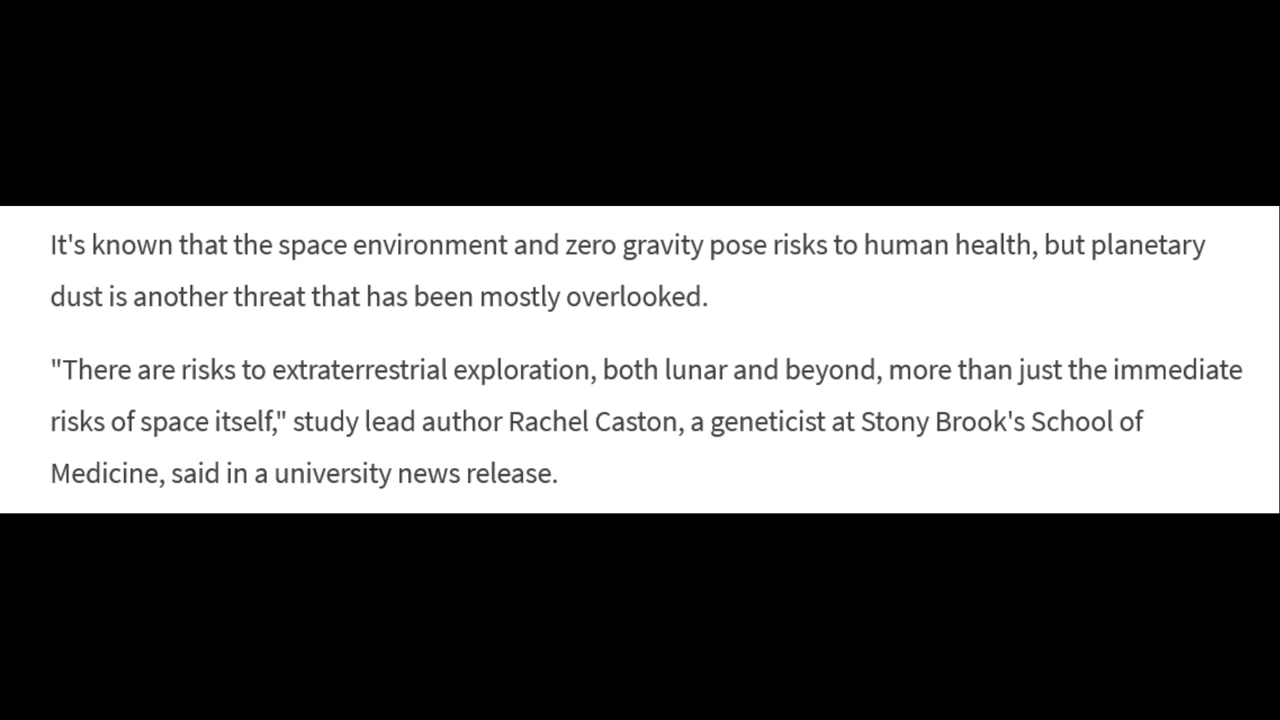 It's known that the space environment and zero gravity pose risks to human health, but planetary
dust is another threat that has been mostly overlooked.
"There are risks to extraterrestrial exploration, both lunar and beyond, more than just the immediate
risks of space itself," study lead author Rachel Caston, a geneticist at Stony Brook's School of
Medicine, said in a university news release.